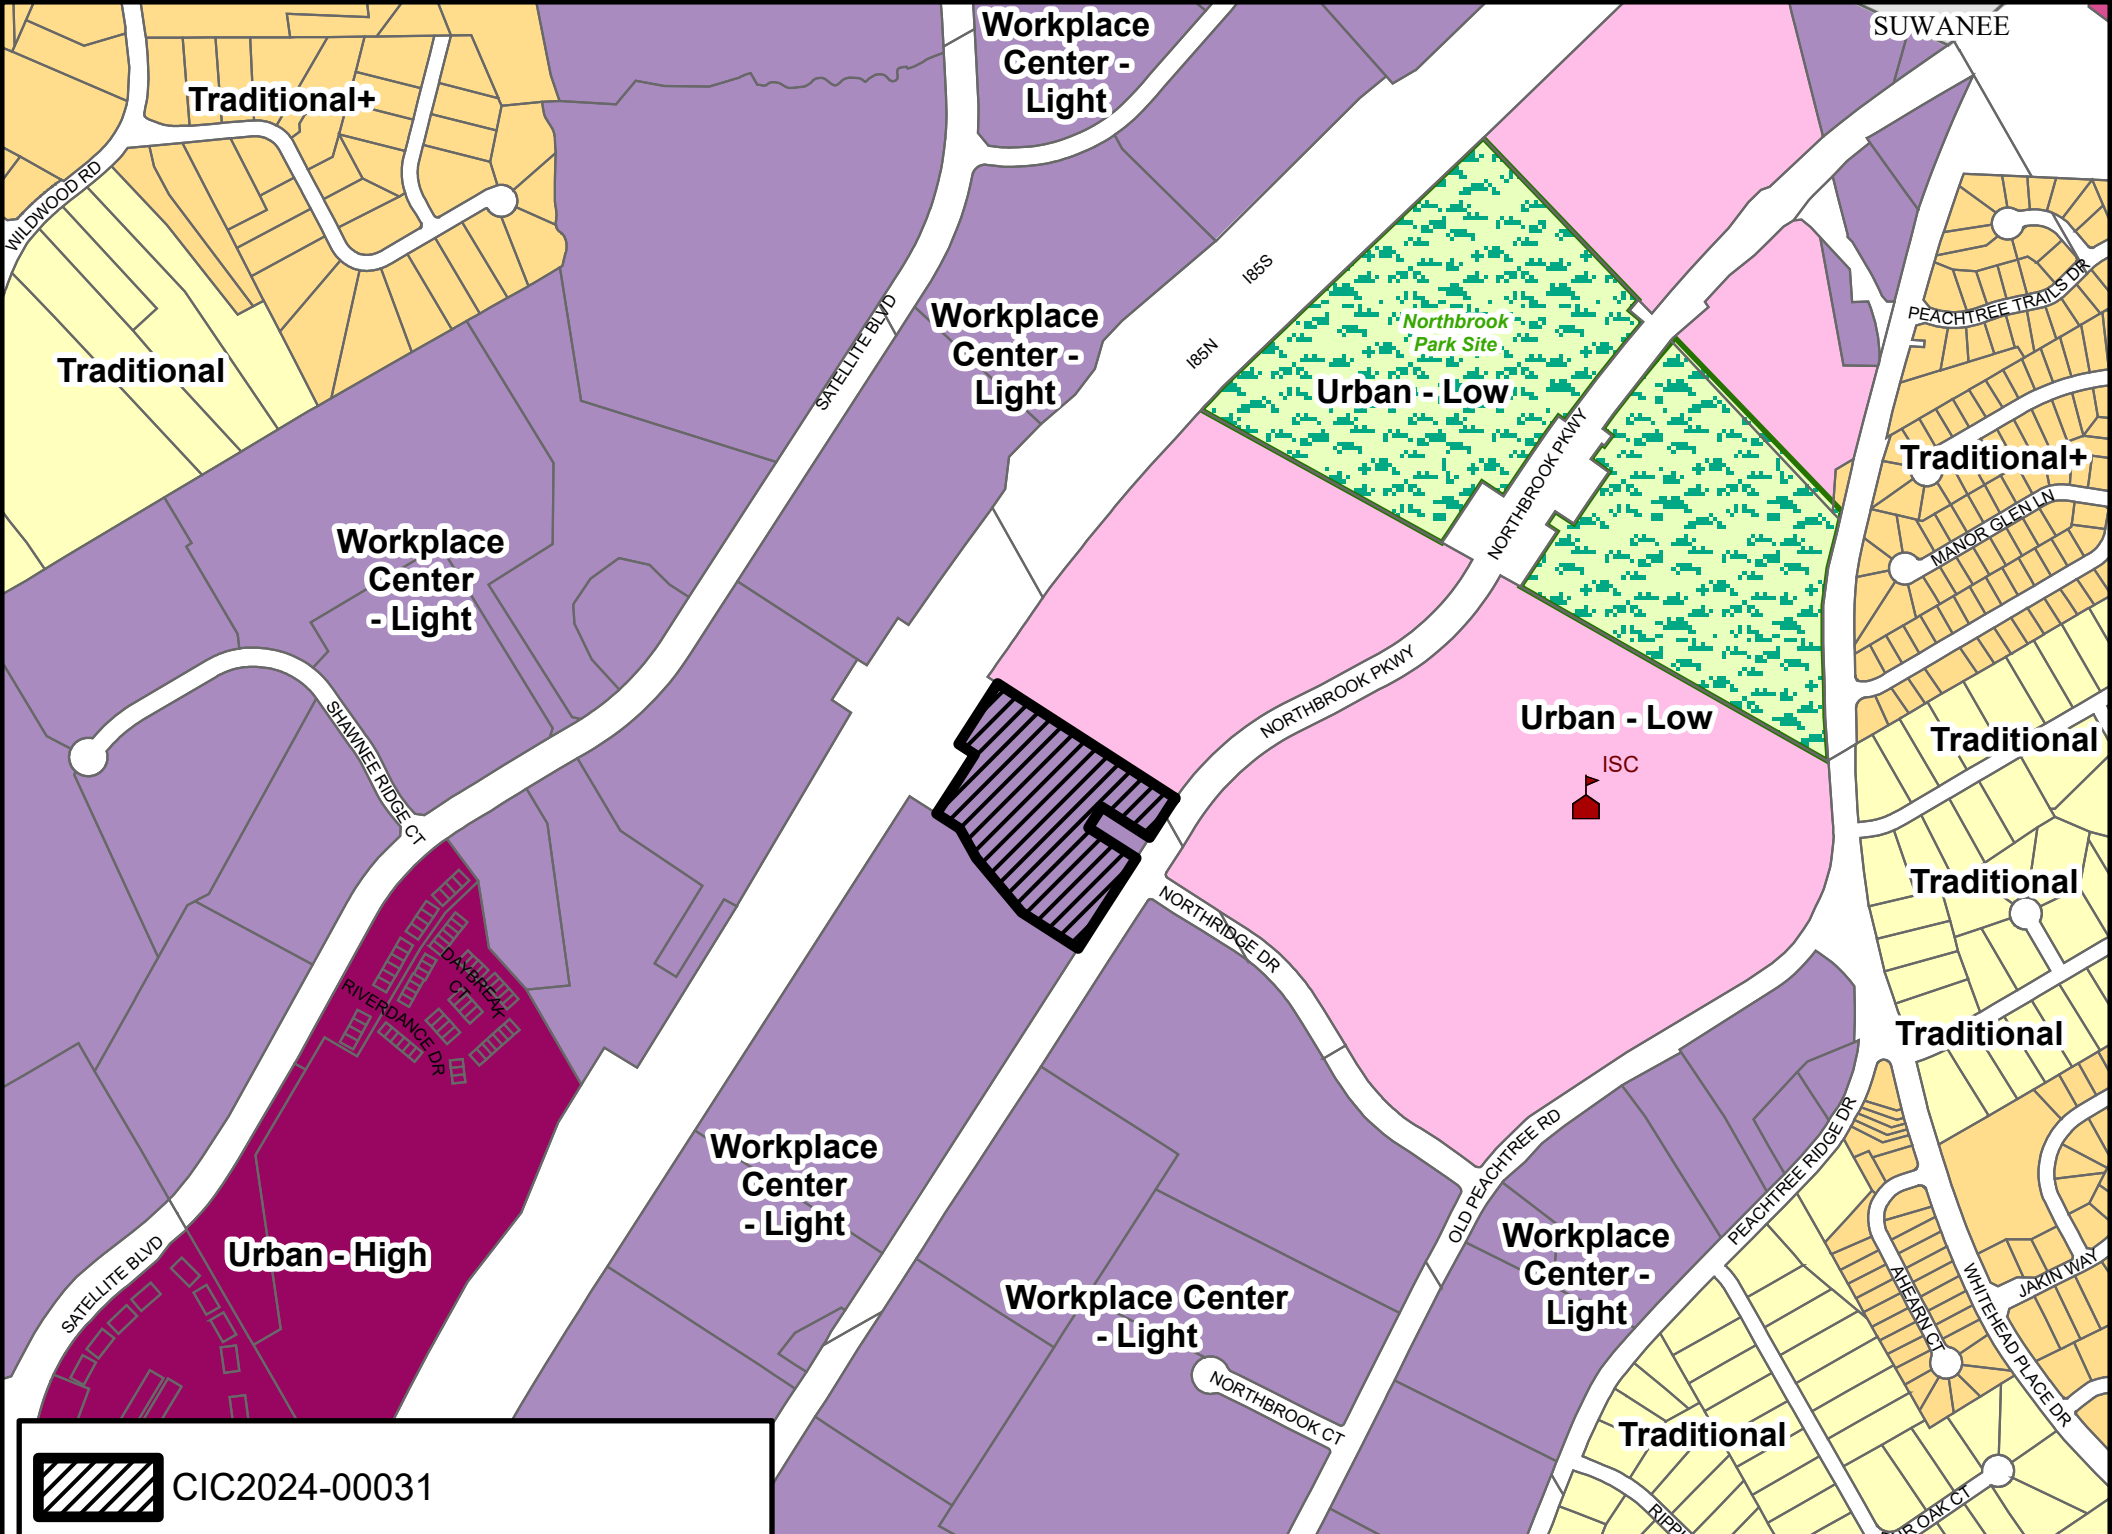 SUWANEE
Workplace
Center -
Light
Traditional+
WILDWOOD RD
I85S
PEACHTREE TRAILS DR
Workplace
Center -
Light
SATELLITE BLVD
Northbrook
Park Site
I85N
Traditional
Urban - Low
NORTHBROOK PKWY
Traditional+
MANOR GLEN LN
Workplace
Center
- Light
NORTHBROOK PKWY
Urban - Low
Traditional
ISC
SHAWNEE RIDGE CT
Traditional
NORTHRIDGE DR
DAYBREAK
CT
RIVERDANCE DR
Traditional
Workplace
Center
- Light
OLD PEACHTREE RD
PEACHTREE RIDGE DR
Urban - High
SATELLITE BLVD
Workplace
Center -
Light
Workplace Center
- Light
JAKIN WAY
AHEARN CT
WHITEHEAD PLACE DR
NORTHBROOK CT
Traditional
CIC2024-00031
OAK CT